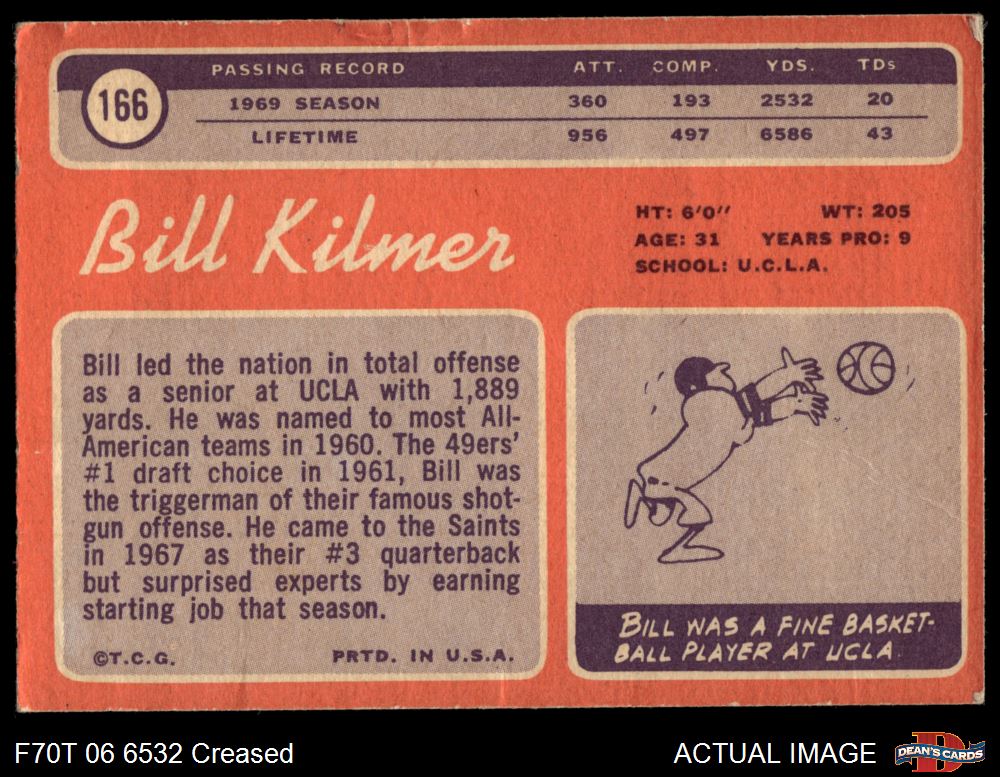 166
PASSING RECORD ATT. COMP. YDS. TDs
1969 SEASON 360 193 2532 20
LIFETIME 956 497 6586 43
Bill Kilmer
HT: 6'0" WT: 205
AGE: 31 YEARS PRO: 9
SCHOOL: U.C.L.A.
Bill led the nation in total offense
as a senior at UCLA with 1,889
yards. He was named to most All-
American teams in 1960. The 49ers'
#1 draft choice in 1961, Bill was
the triggerman of their famous shot-
gun offense. He came to the Saints
in 1967 as their #3 quarterback
but surprised experts by earning
starting job that season.
©T.C.G. PRTD. IN U.S.A.
BILL WAS A FINE BASKET-
BALL PLAYER AT UCLA.
F70T 06 6532 Creased
ACTUAL IMAGE
DEAN'S CARDS